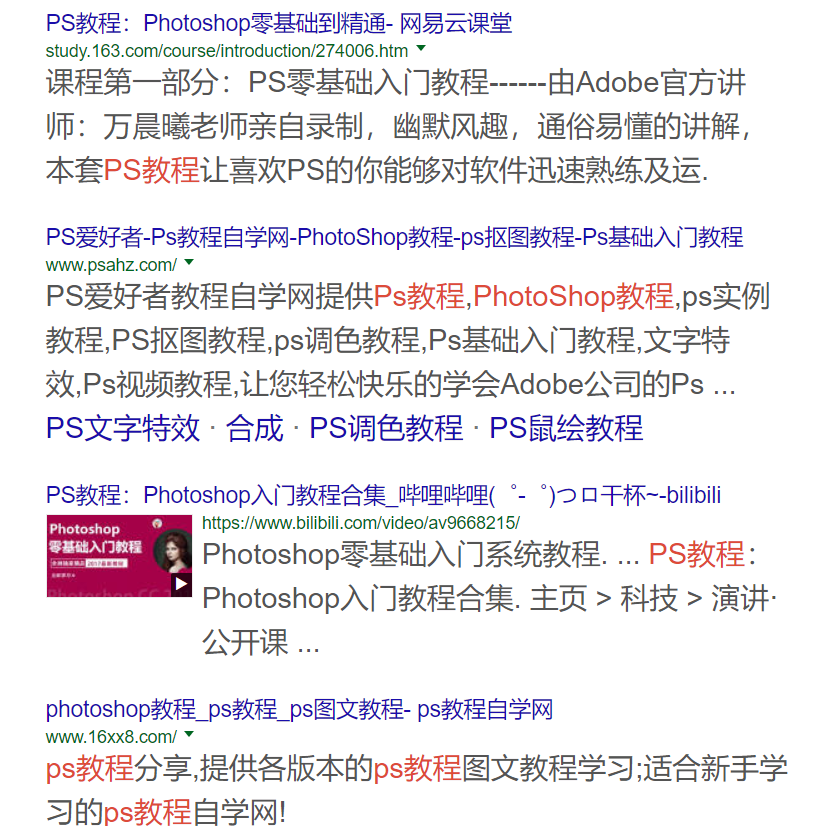 PS教程：Photoshop零基础到精通- 网易云课堂
study.163.com/course/introduction/274006.htm
课程第一部分：PS零基础入门教程------由Adobe官方讲
师：万晨曦老师亲自录制，幽默风趣，通俗易懂的讲解，
本套PS教程让喜欢PS的你能够对软件迅速熟练及运.
PS爱好者-Ps教程自学网-PhotoShop教程-ps抠图教程-Ps基础入门教程
www.psahz.com/
PS爱好者教程自学网提供Ps教程,PhotoShop教程,ps实例
教程,PS抠图教程,ps调色教程,Ps基础入门教程,文字特
效,Ps视频教程,让您轻松快乐的学会Adobe公司的Ps ...
PS文字特效 · 合成 · PS调色教程 · PS鼠绘教程
PS教程：Photoshop入门教程合集_哔哩哔哩(゜-゜)つロ干杯~-bilibili
Photoshop
零基础入门教程
https://www.bilibili.com/video/av9668215/
Photoshop零基础入门系统教程. ... PS教程：
Photoshop入门教程合集. 主页 > 科技 > 演讲·
公开课 ...
photoshop教程_ps教程_ps图文教程- ps教程自学网
www.16xx8.com/
ps教程分享,提供各版本的ps教程图文教程学习;适合新手学
习的ps教程自学网!